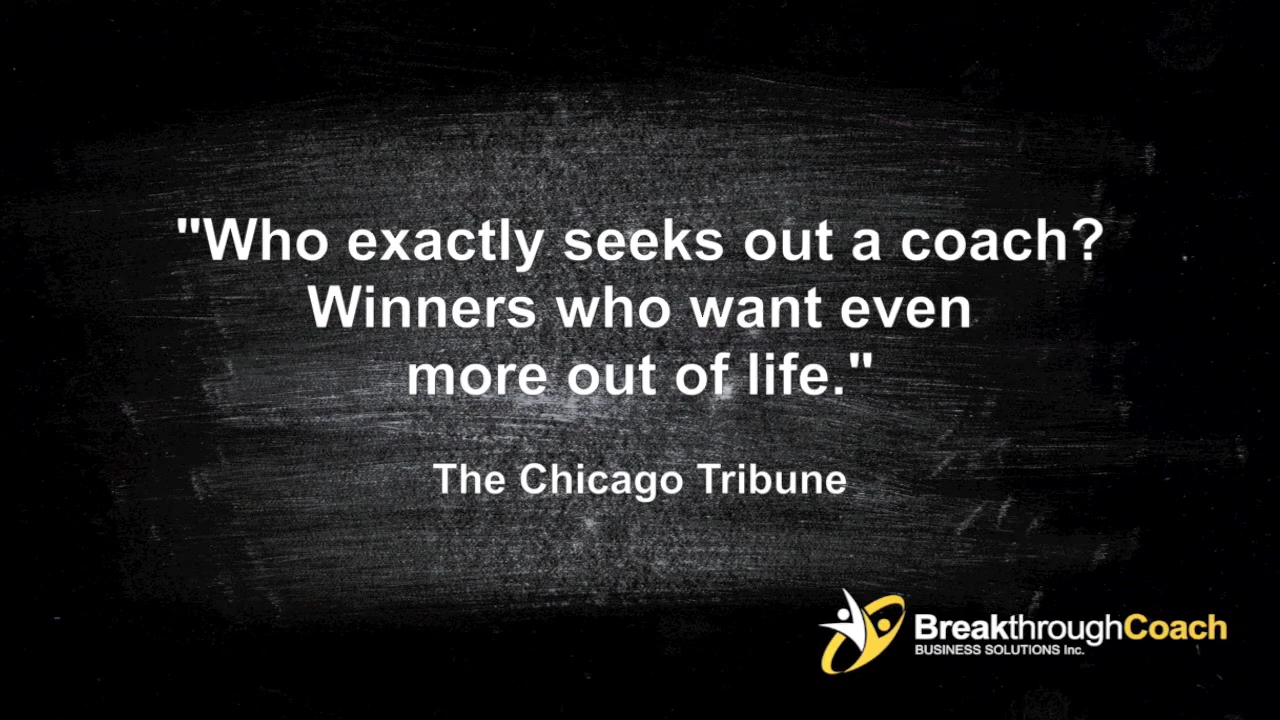 "Who exactly seeks out a coach?
Winners who want even
more out of life."
The Chicago Tribune
BreakthroughCoach
BUSINESS SOLUTIONS Inc.